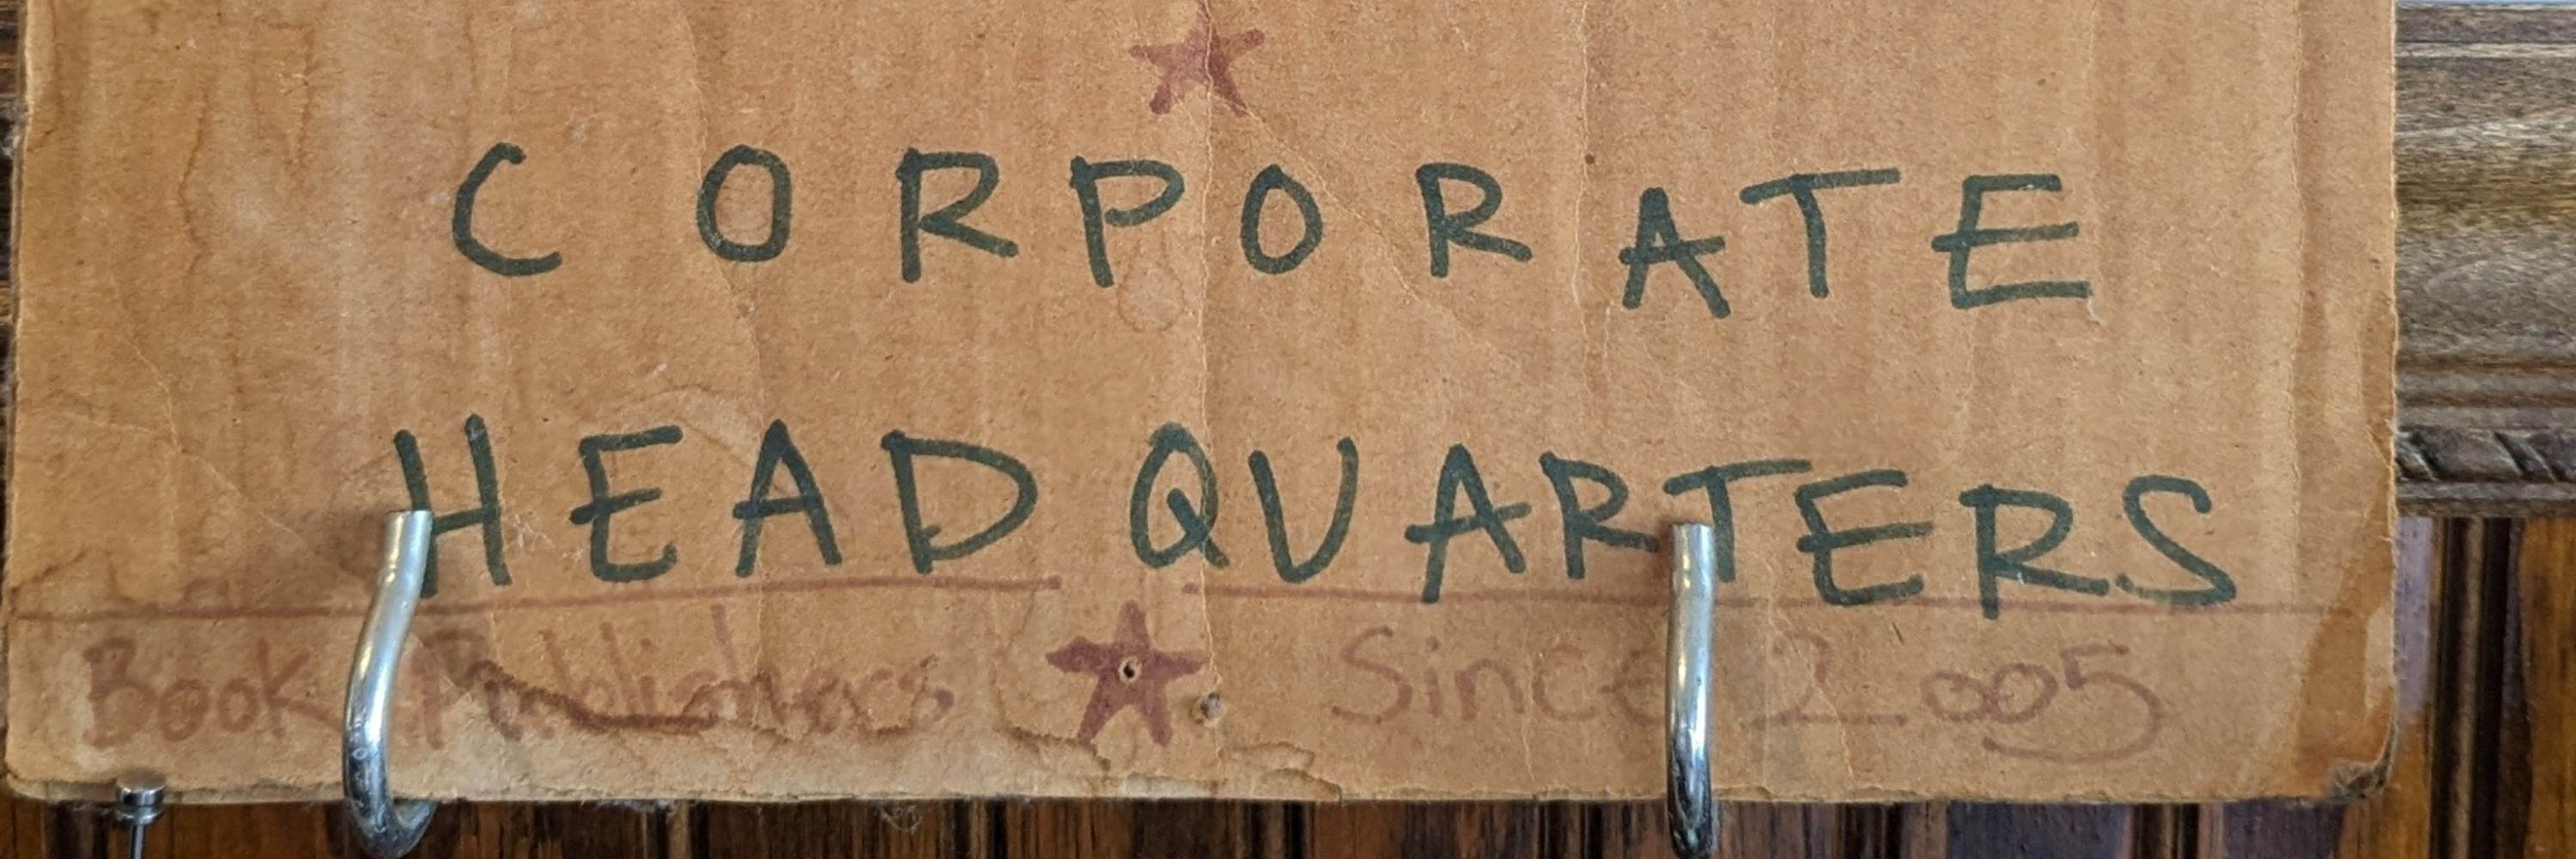 CORPORATE
HEADQUARTERS
Book Publishers ★ Since 2005